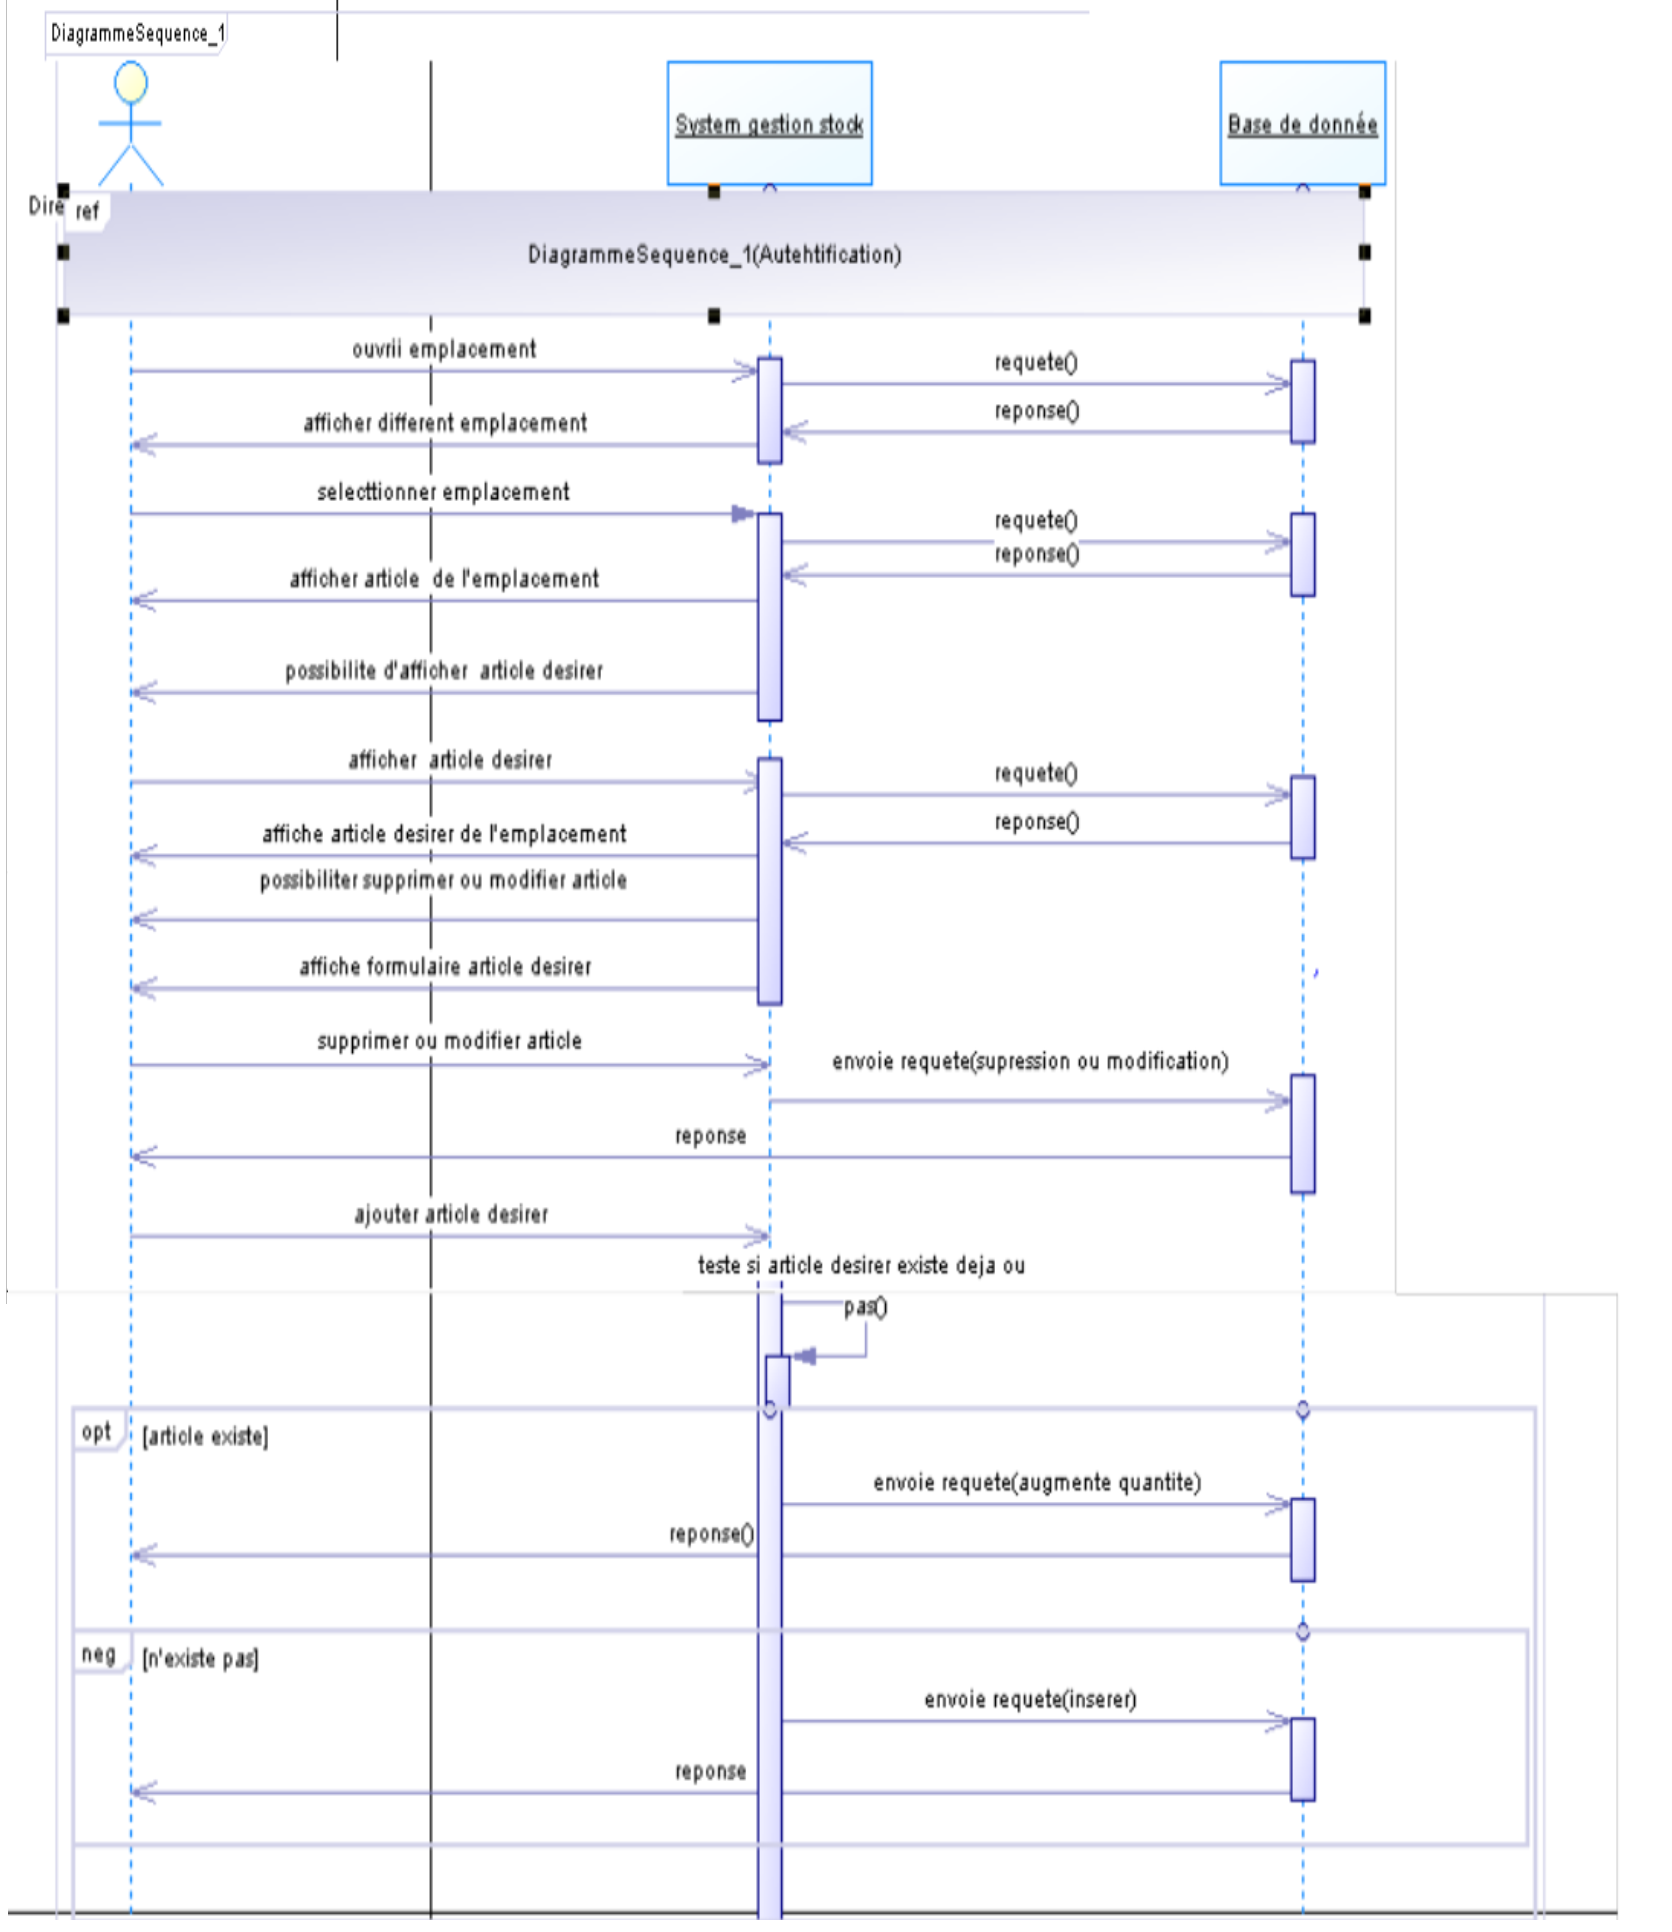 DiagrammeSequence_1
System gestion stock
Base de donnée
Dire
ref
DiagrammeSequence_1(Autehtification)
ouvrii emplacement
requete()
reponse()
afficher different emplacement
selecttionner emplacement
requete()
reponse()
afficher article de l'emplacement
possibilite d'afficher article desirer
afficher article desirer
requete()
reponse()
affiche article desirer de l'emplacement
possibiliter supprimer ou modifier article
affiche formulaire article desirer
supprimer ou modifier article
envoie requete(supression ou modification)
reponse
ajouter article desirer
teste si article desirer existe deja ou
pas()
opt
[article existe]
envoie requete(augmente quantite)
reponse()
neg
[n'existe pas]
envoie requete(inserer)
reponse